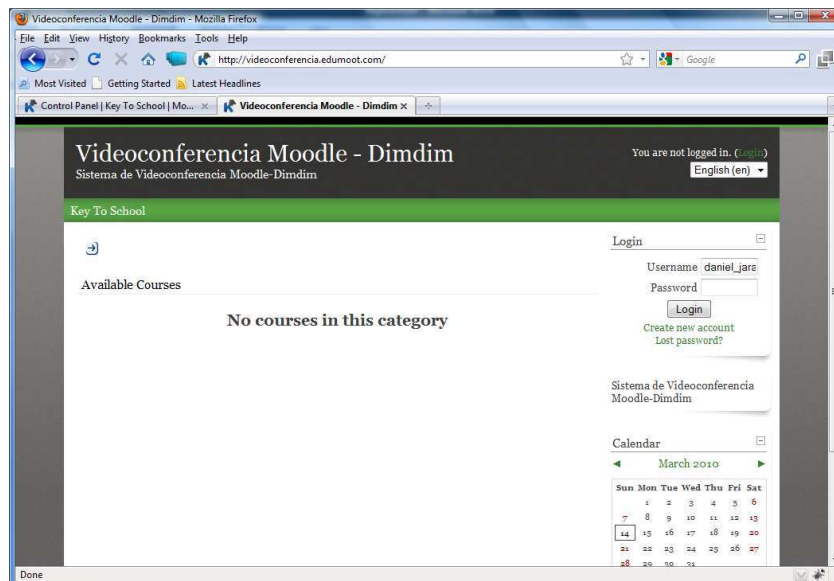 Videoconferencia Moodle - Dimdim - Mozilla Firefox
File Edit View History Bookmarks Tools Help
http://videoconferencia.edumoot.com/
Google
Most Visited Getting Started Latest Headlines
Control Panel | Key To School | Mo...
Videoconferencia Moodle - Dimdim
Videoconferencia Moodle - Dimdim
Sistema de Videoconferencia Moodle-Dimdim
You are not logged in. (Login)
English (en)
Key To School
Available Courses
No courses in this category
Login
Username daniel_jara
Password
Login
Create new account
Lost password?
Sistema de Videoconferencia
Moodle-Dimdim
Calendar
◄ March 2010 ►
Sun Mon Tue Wed Thu Fri Sat
1 2 3 4 5 6
7 8 9 10 11 12 13
14 15 16 17 18 19 20
21 22 23 24 25 26 27
28 29 30 31
Done